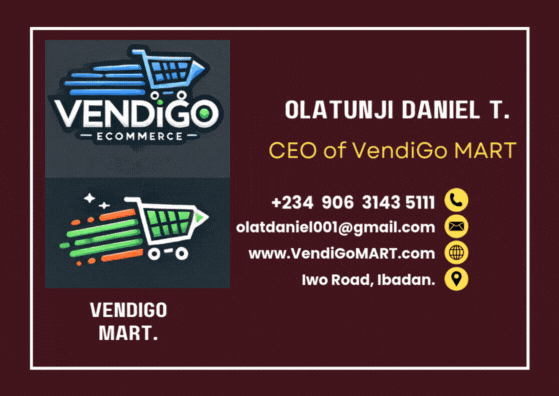 VENDiGO
ECOMMERCE
VENDIGO
MART.
OLATUNJI DANIEL T.
CEO of VendiGo MART
+234 906 3143 5111
olatdaniel001@gmail.com
www.VendiGoMART.com
Iwo Road, Ibadan.